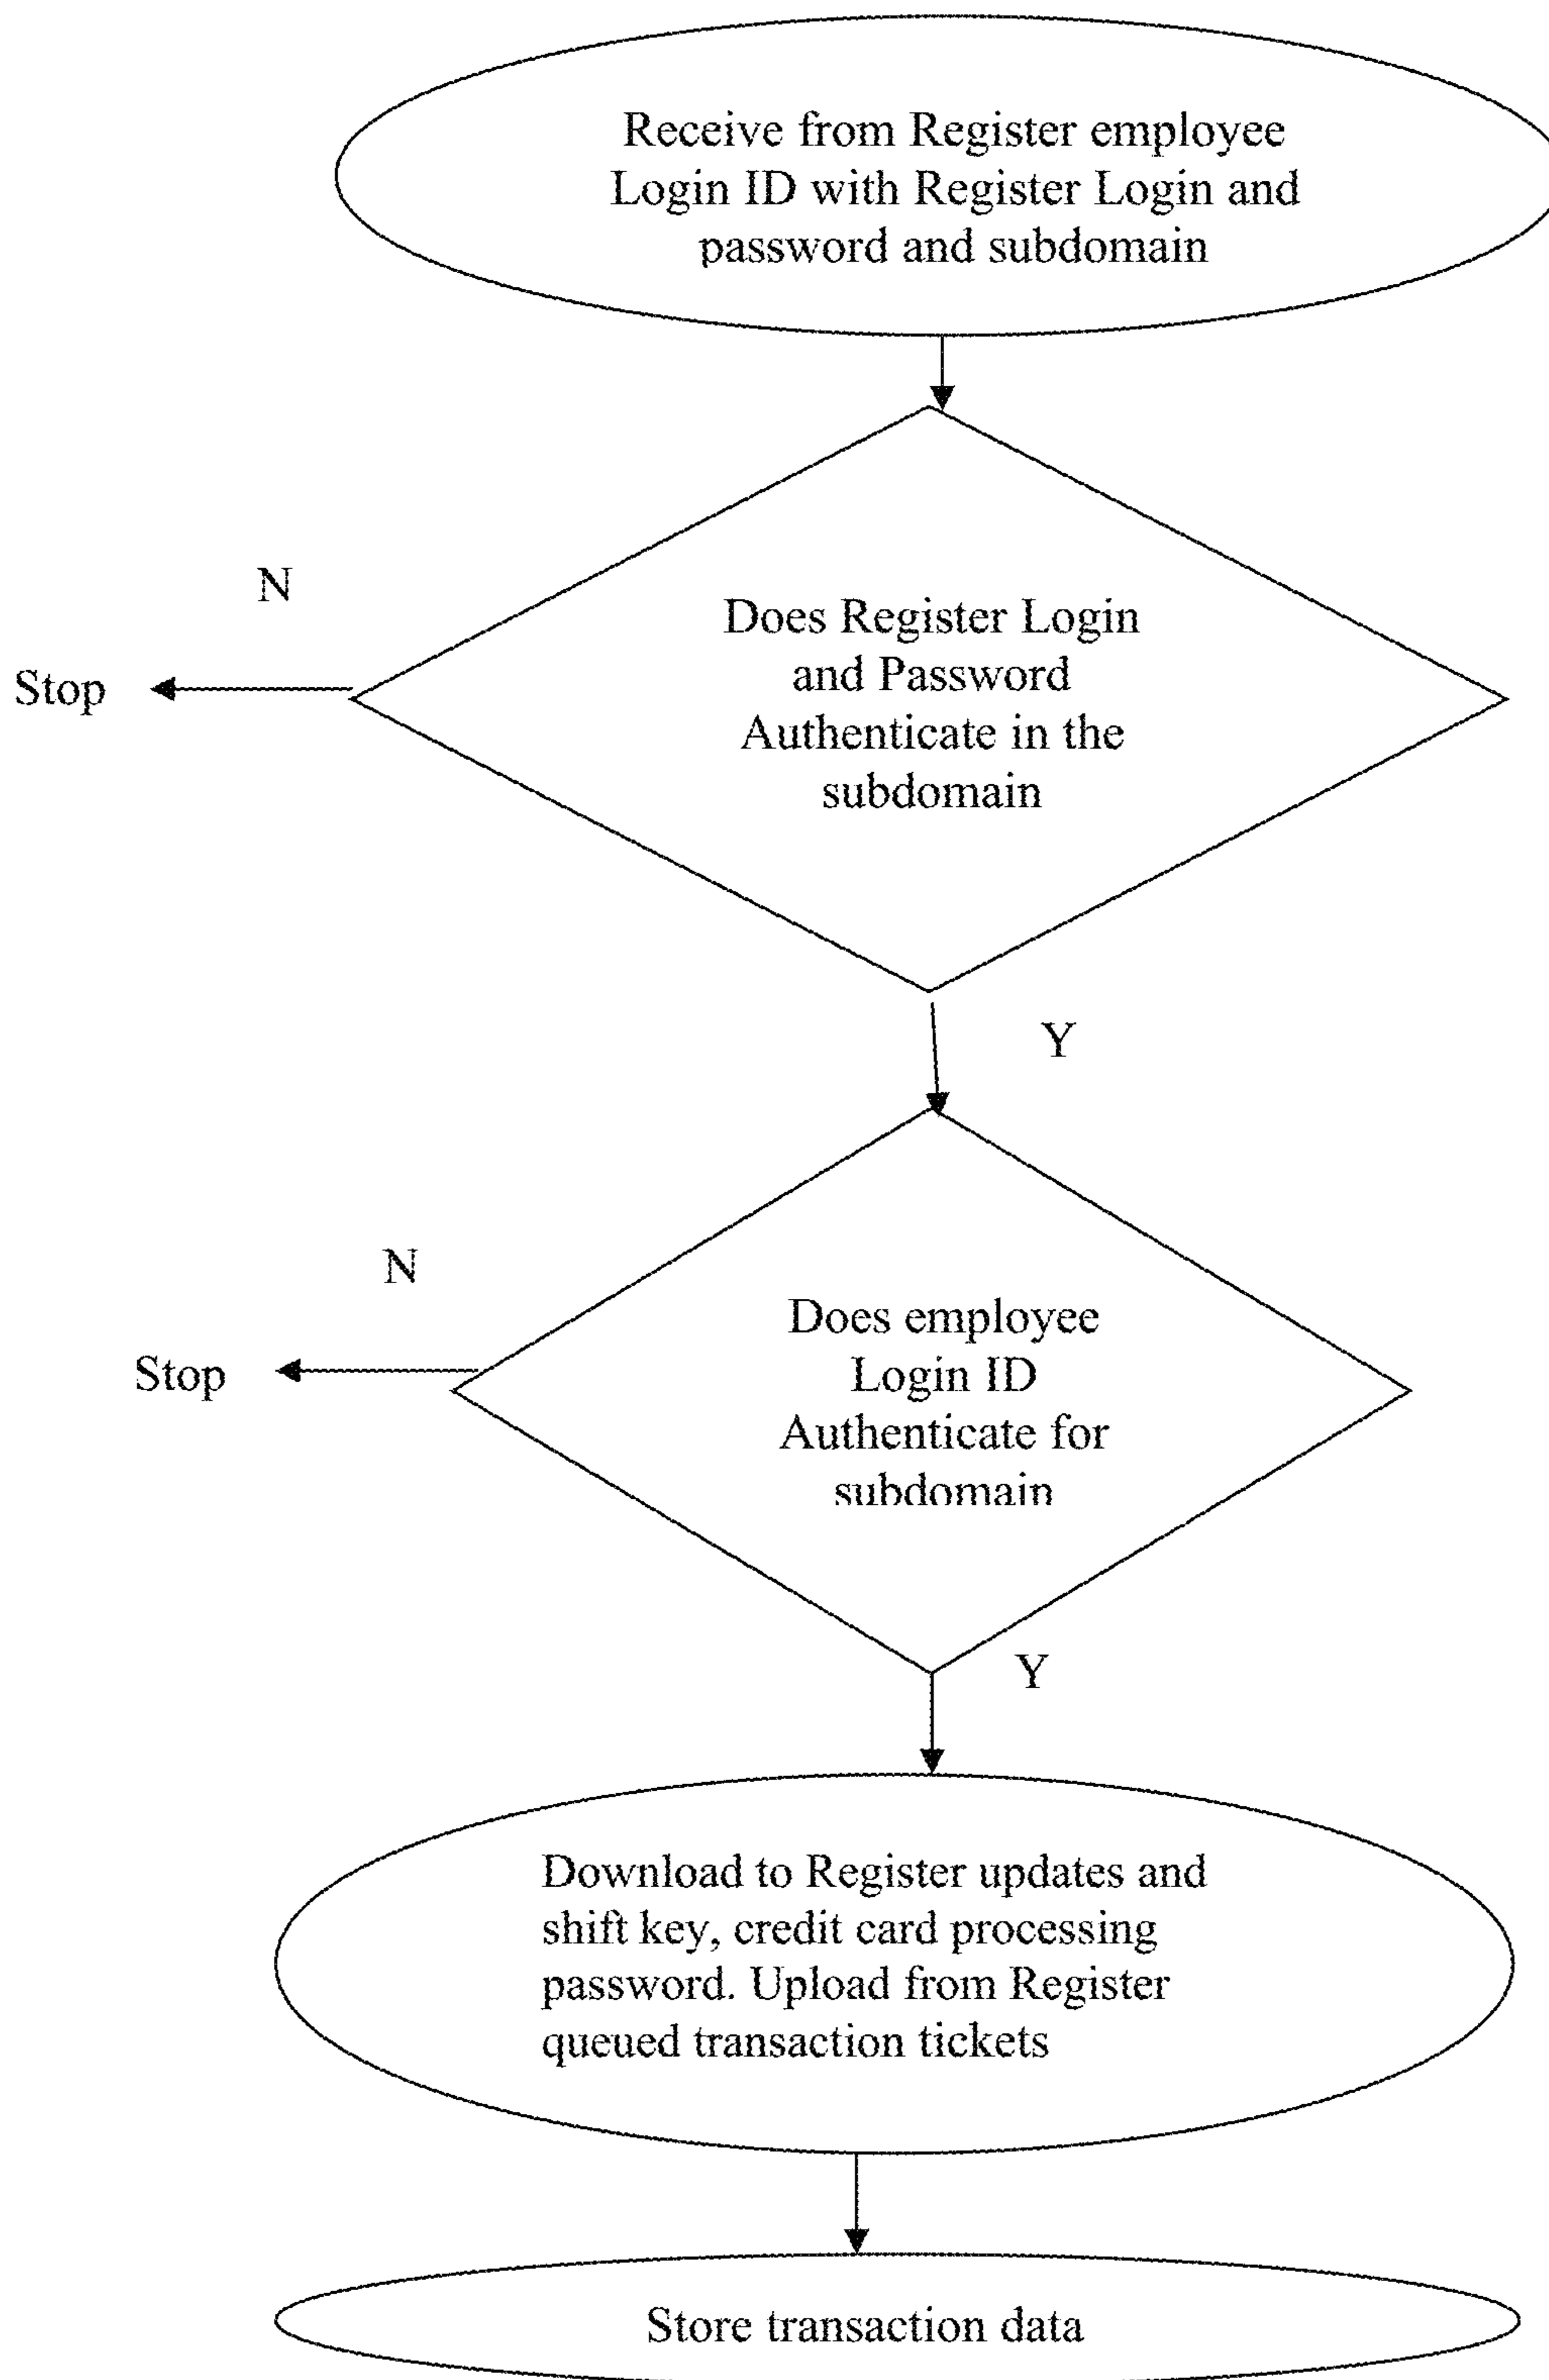 Receive from Register employee
Login ID with Register Login and
password and subdomain
N
Does Register Login
and Password
Authenticate in the
subdomain
Stop
Y
N
Does employee
Login ID
Authenticate for
subdomain
Stop
Y
Download to Register updates and
shift key, credit card processing
password. Upload from Register
queued transaction tickets
Store transaction data